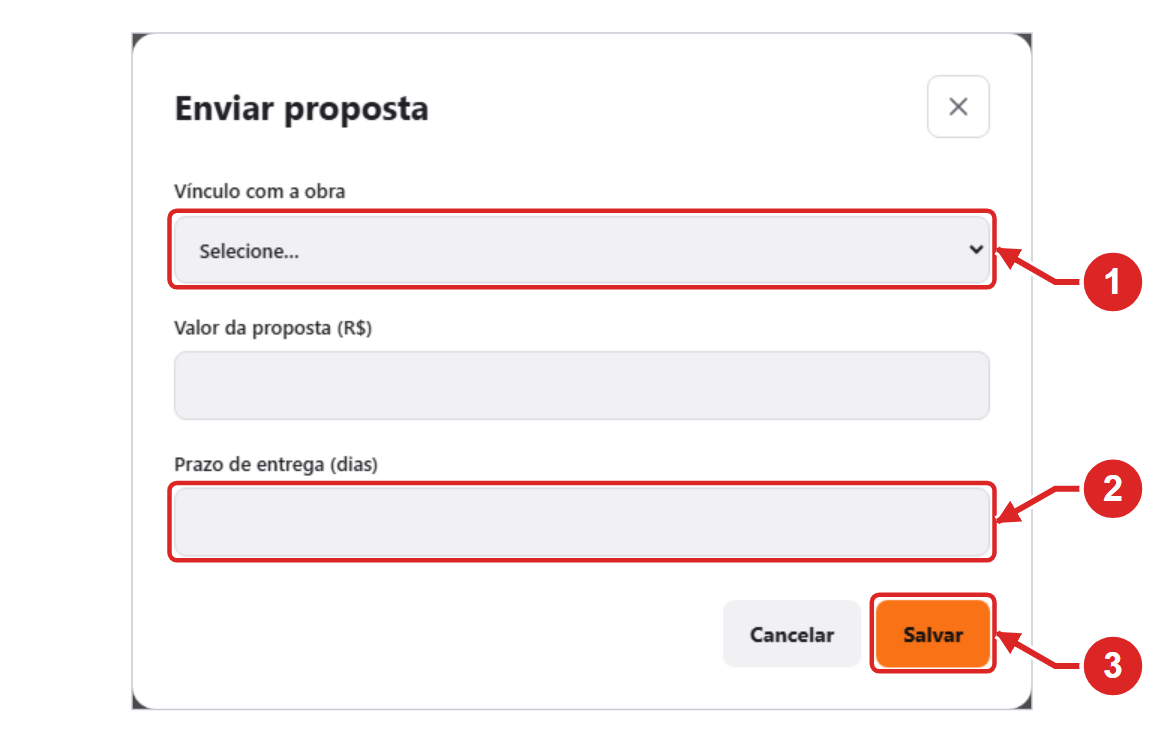 Enviar proposta
Vínculo com a obra
Selecione...
1
Valor da proposta (R$)
Prazo de entrega (dias)
2
Cancelar
Salvar
3